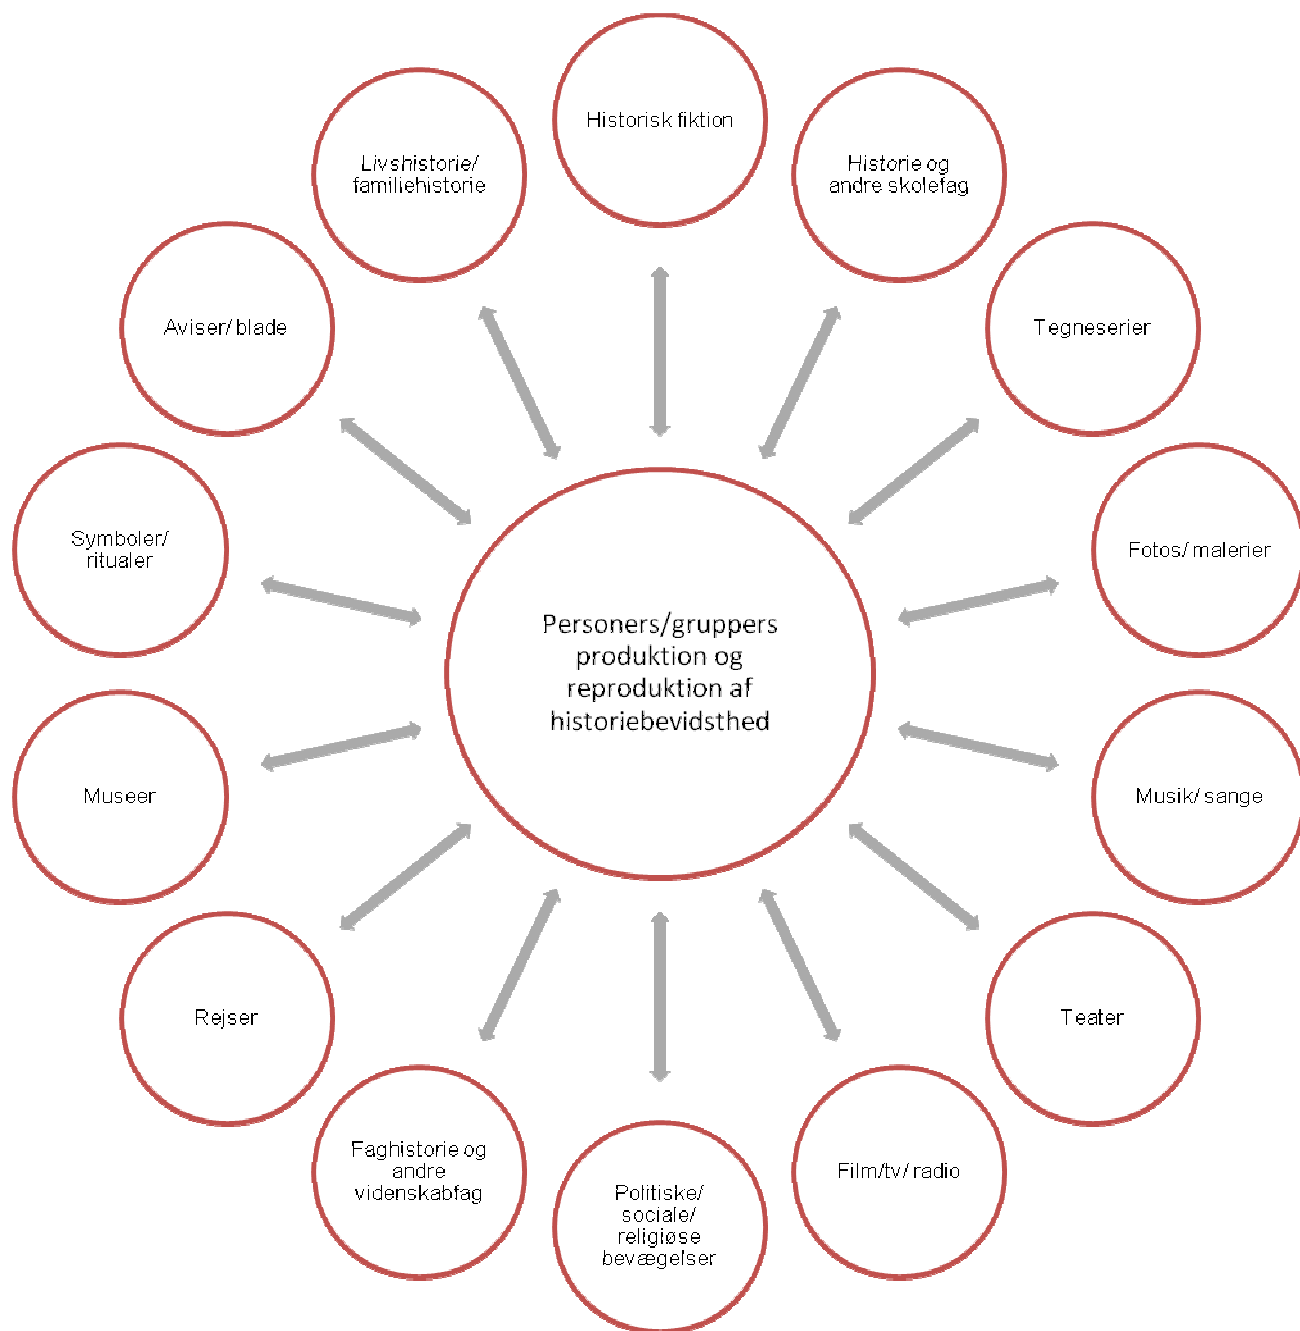 Historisk fiktion
Historie og
andre skolefag
Tegneserier
Fotos/ malerier
Musik/ sange
Teater
Film/tv/ radio
Politiske/
sociale/
religiøse
bevægelser
Faghistorie og
andre
videnskabfag
Rejser
Museer
Symboler/
ritualer
Aviser/ blade
Livshistorie/
familiehistorie
Personers/gruppers
produktion og
reproduktion af
historiebevidsthed